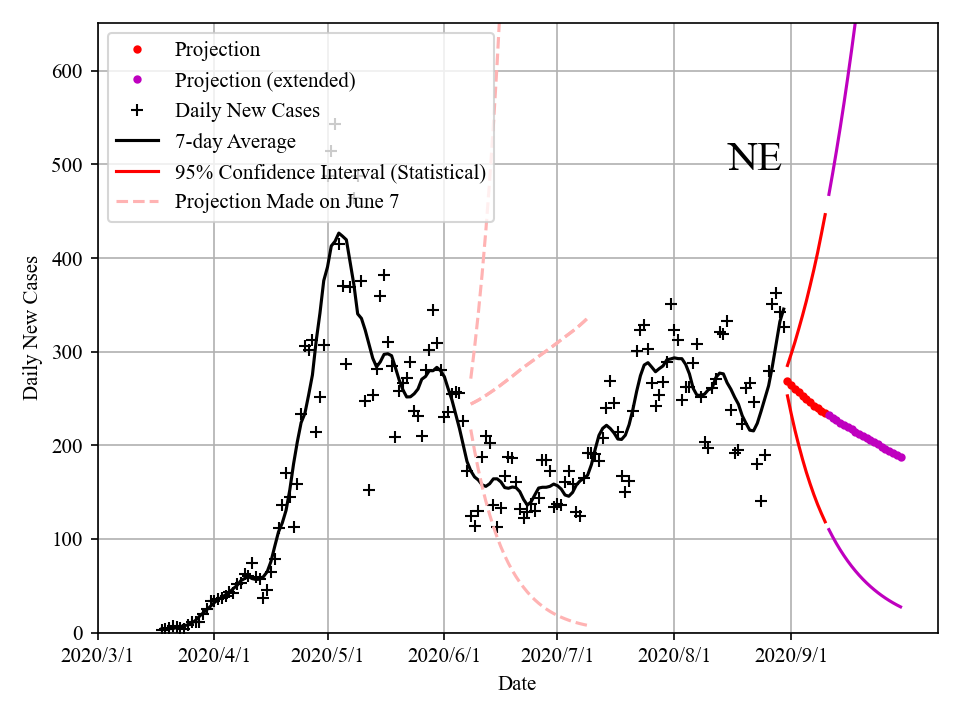 Projection
Projection (extended)
Daily New Cases
7-day Average
95% Confidence Interval (Statistical)
Projection Made on June 7
NE
600
500
400
300
200
100
0
Daily New Cases
2020/3/1 2020/4/1 2020/5/1 2020/6/1 2020/7/1 2020/8/1 2020/9/1
Date